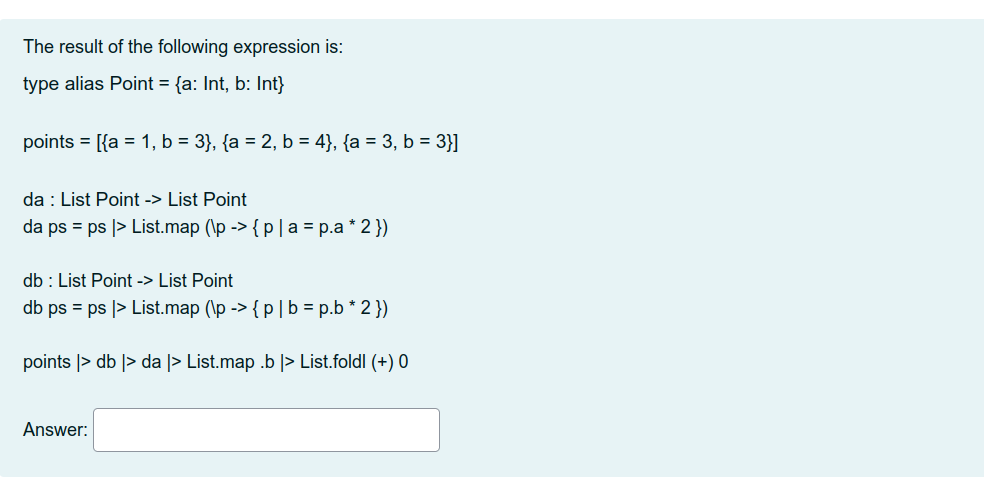 The result of the following expression is:
type alias Point = {a: Int, b: Int}
points = [{a = 1, b = 3}, {a = 2, b = 4}, {a = 3, b = 3}]
da : List Point -> List Point
da ps = ps |> List.map (\p -> { p | a = p.a * 2 })
db : List Point -> List Point
db ps = ps |> List.map (\p -> { p | b = p.b * 2 })
points |> db |> da |> List.map .b |> List.foldl (+) 0
Answer: